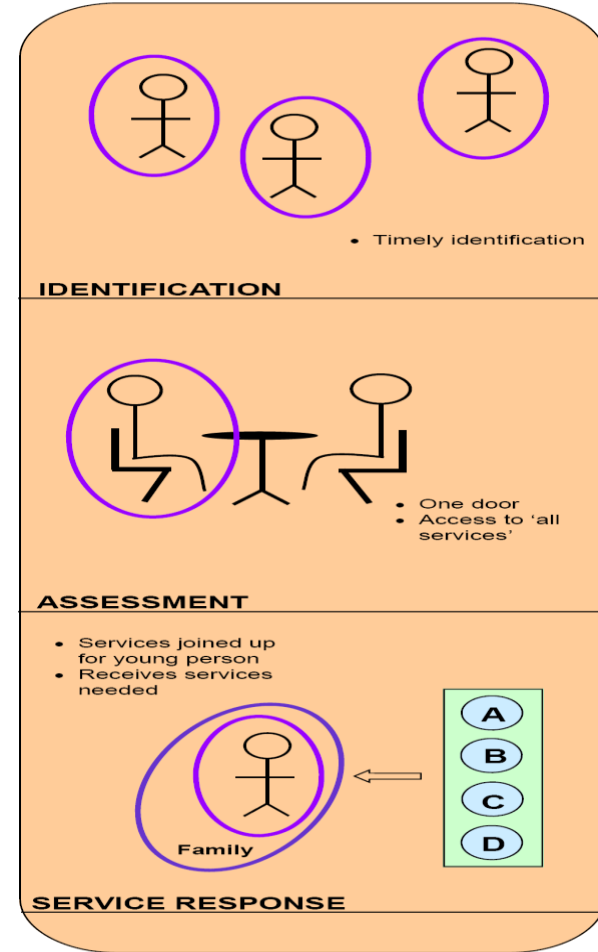 • Timely identification
IDENTIFICATION
• One door
• Access to ‘all
services’
ASSESSMENT
• Services joined up
for young person
• Receives services
needed
A
B
C
D
Family
SERVICE RESPONSE